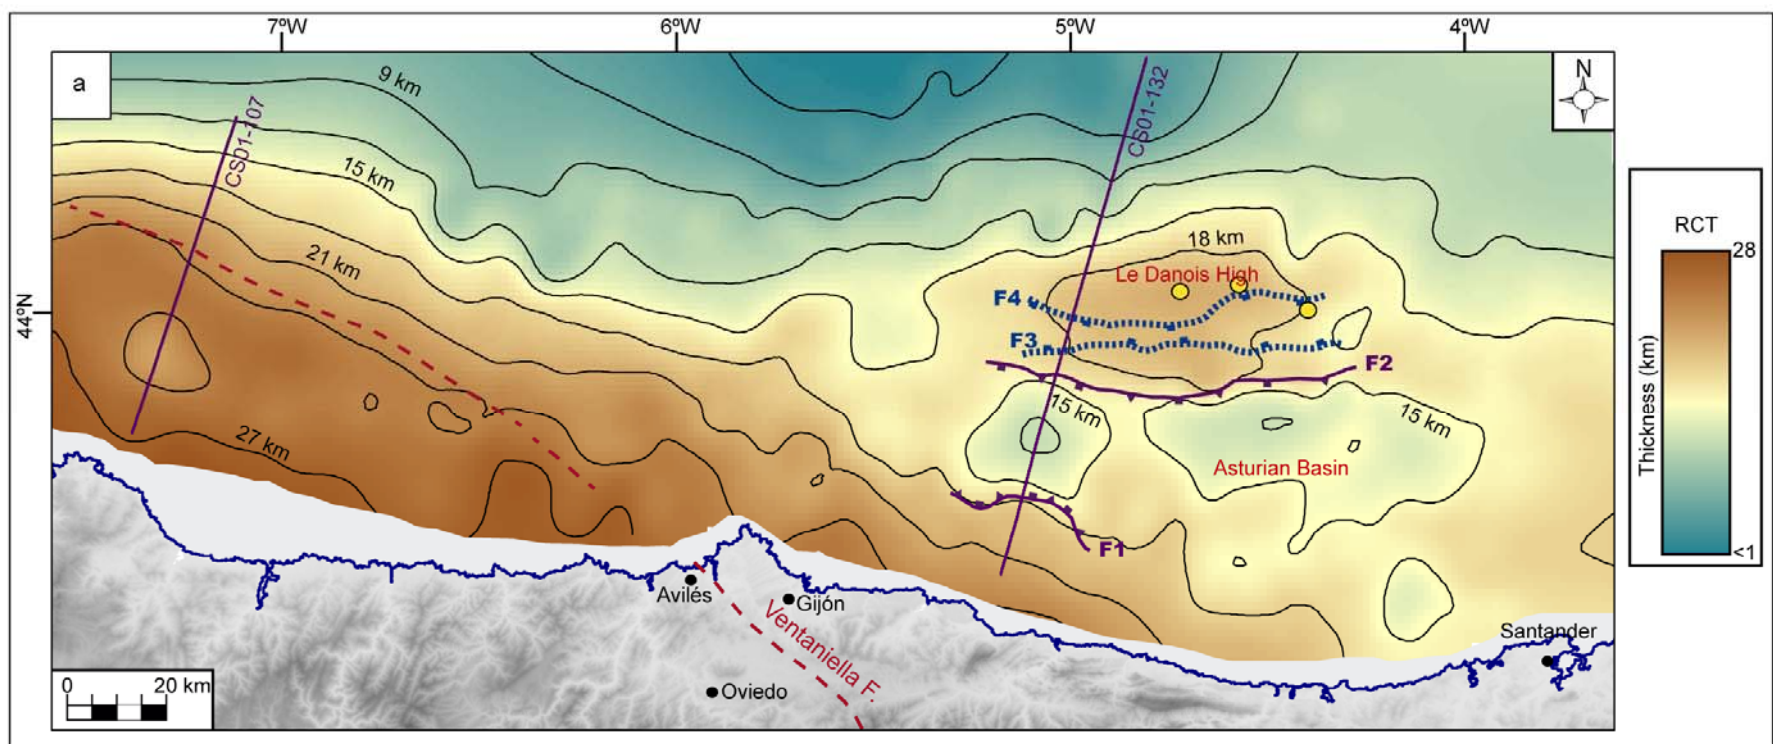 7ºW
6ºW
5ºW
4ºW
a
N
9 km
CS01-107
CS01-132
15 km
18 km
21 km
Le Danois High
44ºN
F4
F3
F2
15 km
15 km
27 km
Asturian Basin
F1
Avilés
Gijón
Ventaniella F.
Santander
Oviedo
0 20 km
RCT
28
Thickness (km)
<1